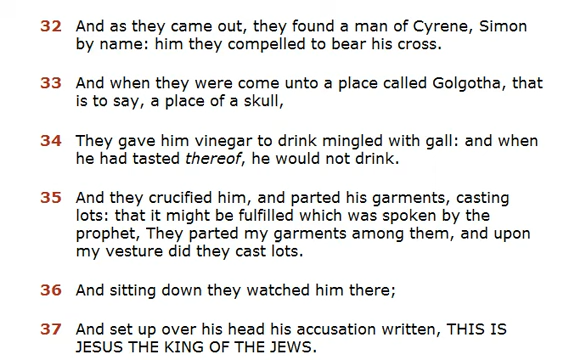 32 And as they came out, they found a man of Cyrene, Simon
by name: him they compelled to bear his cross.
33 And when they were come unto a place called Golgotha, that
is to say, a place of a skull,
34 They gave him vinegar to drink mingled with gall: and when
he had tasted thereof, he would not drink.
35 And they crucified him, and parted his garments, casting
lots: that it might be fulfilled which was spoken by the
prophet, They parted my garments among them, and upon
my vesture did they cast lots.
36 And sitting down they watched him there;
37 And set up over his head his accusation written, THIS IS
JESUS THE KING OF THE JEWS.